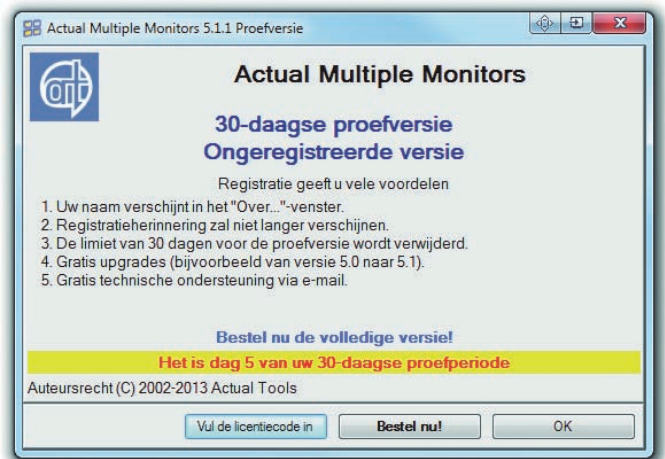 Actual Multiple Monitors 5.1.1 Proefversie
Actual Multiple Monitors
30-daagse proefversie
Ongeregistreerde versie
Registratie geeft u vele voordelen
1. Uw naam verschijnt in het "Over..."-venster.
2. Registratieherinnering zal niet langer verschijnen.
3. De limiet van 30 dagen voor de proefversie wordt verwijderd.
4. Gratis upgrades (bijvoorbeeld van versie 5.0 naar 5.1).
5. Gratis technische ondersteuning via e-mail.
Bestel nu de volledige versie!
Het is dag 5 van uw 30-daagse proefperiode
Auteursrecht (C) 2002-2013 Actual Tools
Vul de licentiecode in
Bestel nu!
OK